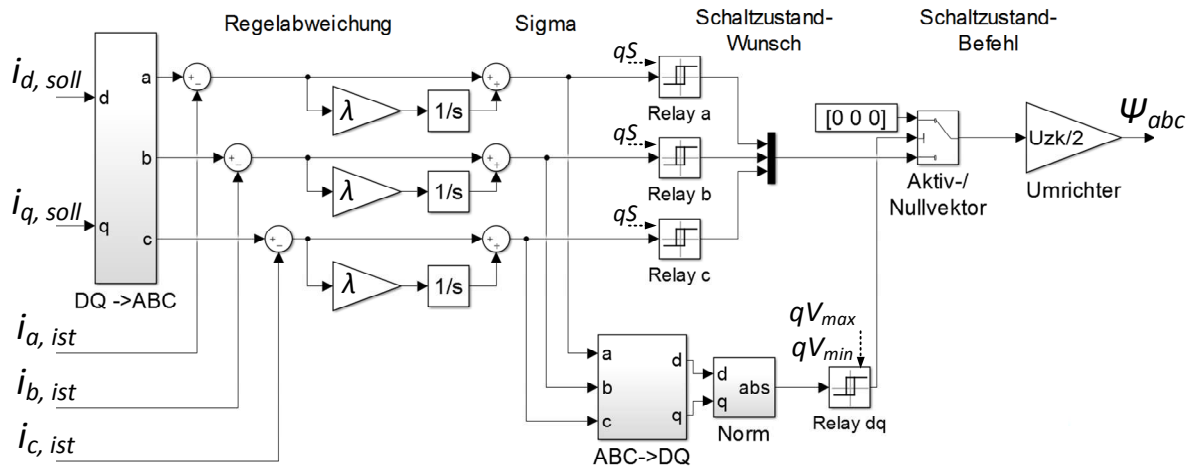 Regelabweichung
Sigma
Schaltzustand-
Wunsch
Schaltzustand-
Befehl
i_d, soll
d
a
+
−
λ
1/s
+
+
qS
Relay a
[0 0 0]
Uzk/2
Ψ_abc
Aktiv-/
Nullvektor
Umrichter
b
+
−
λ
1/s
+
+
qS
Relay b
i_q, soll
q
c
+
−
λ
1/s
+
+
qS
Relay c
DQ ->ABC
i_a, ist
i_b, ist
i_c, ist
a
b
c
d
q
ABC->DQ
d
q
abs
Norm
qV_max
qV_min
Relay dq